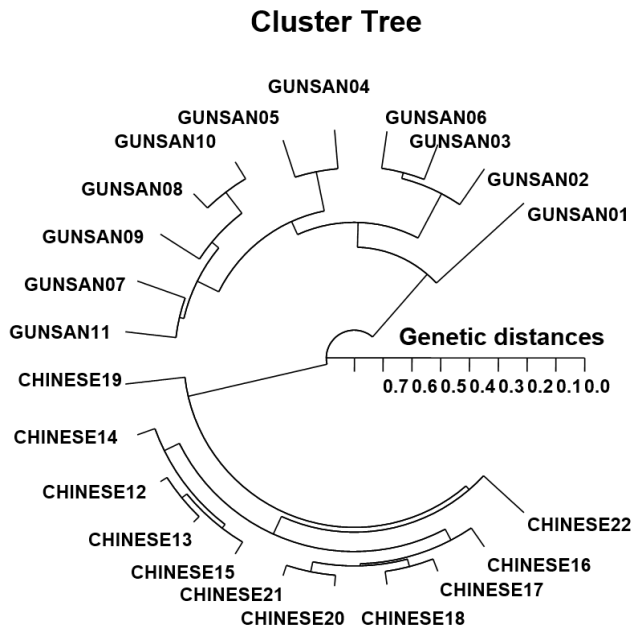 Cluster Tree
GUNSAN04
GUNSAN05
GUNSAN06
GUNSAN10
GUNSAN03
GUNSAN08
GUNSAN02
GUNSAN01
GUNSAN09
GUNSAN07
GUNSAN11
Genetic distances
0.7 0.6 0.5 0.4 0.3 0.2 0.1 0.0
CHINESE19
CHINESE14
CHINESE12
CHINESE22
CHINESE13
CHINESE16
CHINESE15
CHINESE17
CHINESE21
CHINESE20
CHINESE18